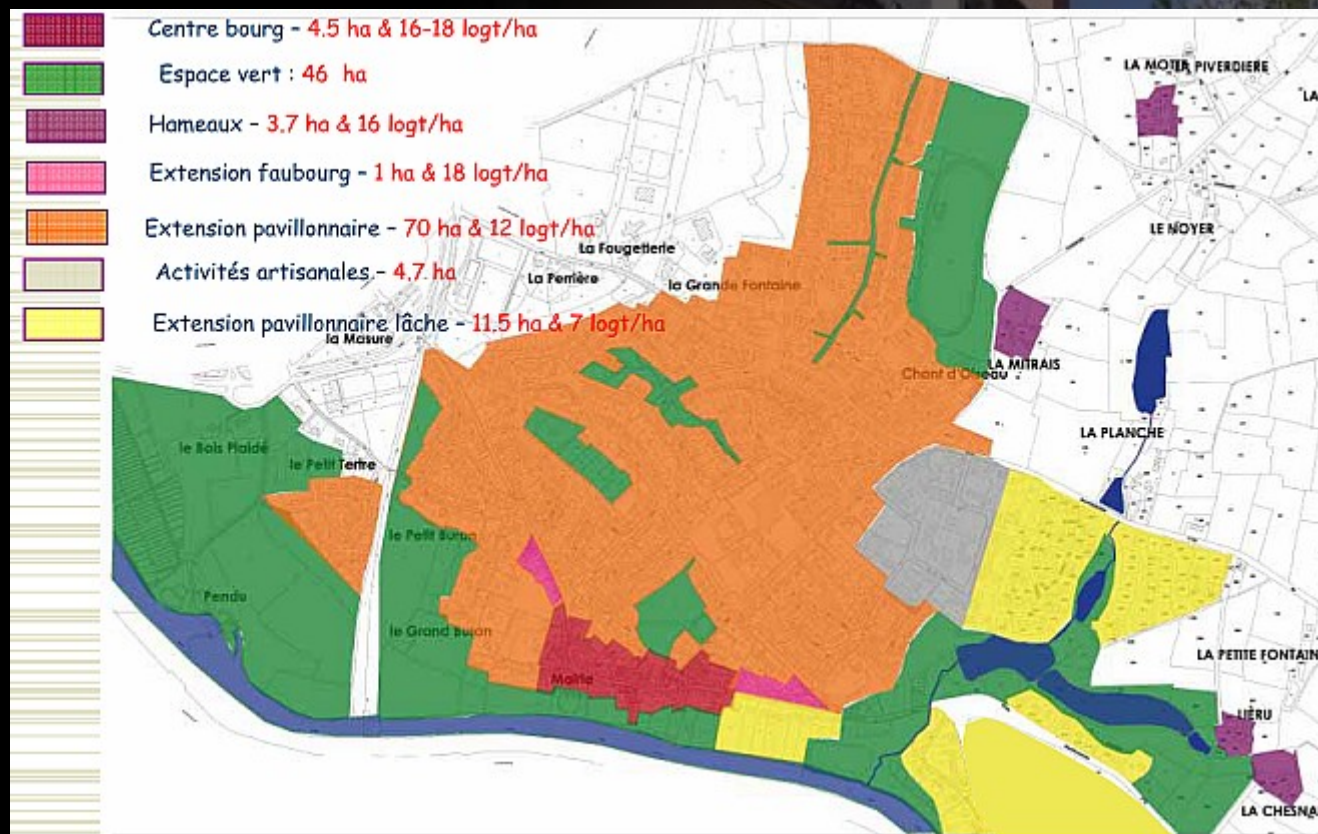 Centre bourg - 4.5 ha & 16-18 logt/ha
Espace vert : 46 ha
Hameaux - 3.7 ha & 16 logt/ha
Extension faubourg - 1 ha & 18 logt/ha
Extension pavillonnaire - 70 ha & 12 logt/ha
Activités artisanales - 4,7 ha
Extension pavillonnaire lâche - 11.5 ha & 7 logt/ha
PIVERDIERE
LE NOYER
La Fougetterie
La Perrière
la Grande Fontaine
la Masure
Chant d'Oiseau
LA MITRAIS
LA PLANCHE
le Bois Plaidé
le Petit Tertre
le Petit Buron
Pendu
le Grand Buron
Mairie
LA PETITE FONTAIN
LIERU
LA CHESNA